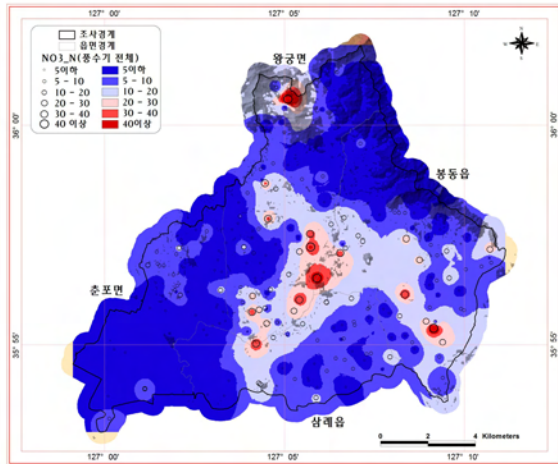 127° 00'
127° 05'
127° 10'
조사경계
읍면경계
NO3_N(풍수기 전체)
5이하 5이하
5 - 10 5 - 10
10 - 20 10 - 20
20 - 30 20 - 30
30 - 40 30 - 40
40 이상 40이상
왕궁면
N
W E
S
36° 00'
36° 00'
봉동읍
춘포면
35° 55'
35° 55'
삼례읍
0 2 4 Kilometers
127° 00'
127° 05'
127° 10'